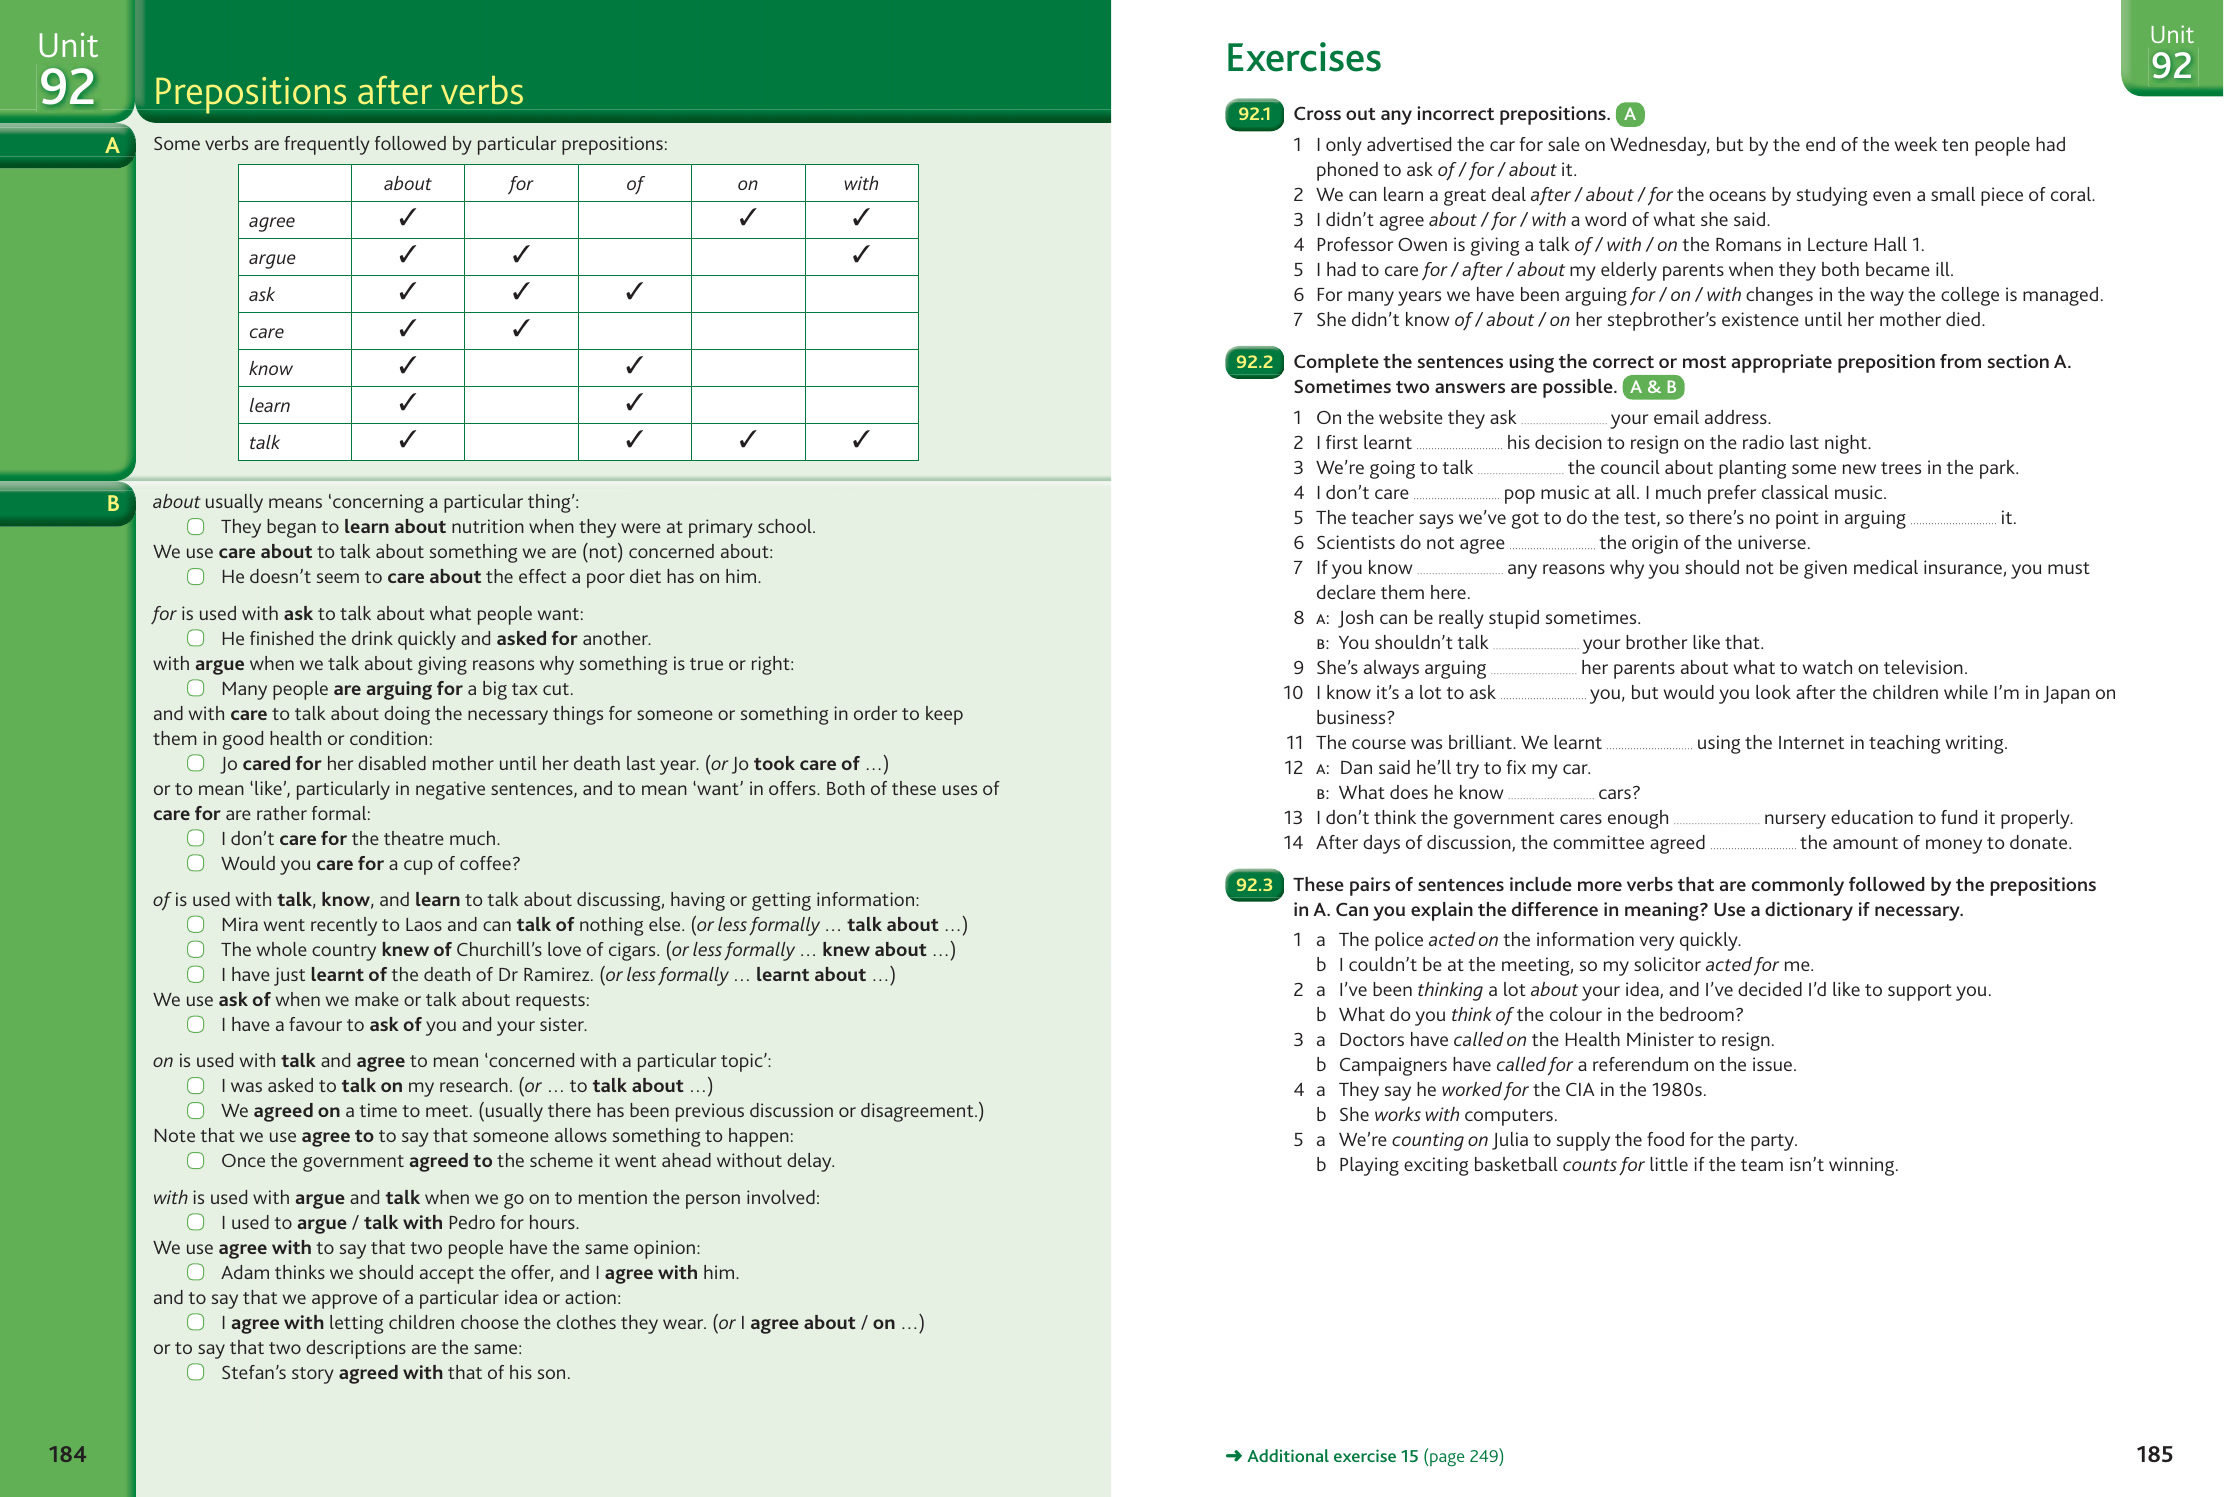 Unit
92
Prepositions after verbs
A
Some verbs are frequently followed by particular prepositions:
about for of on with
agree ✓ ✓ ✓
argue ✓ ✓ ✓
ask ✓ ✓ ✓
care ✓ ✓
know ✓ ✓
learn ✓ ✓
talk ✓ ✓ ✓ ✓
B
about usually means ‘concerning a particular thing’:
They began to learn about nutrition when they were at primary school.
We use care about to talk about something we are (not) concerned about:
He doesn’t seem to care about the effect a poor diet has on him.
for is used with ask to talk about what people want:
He finished the drink quickly and asked for another.
with argue when we talk about giving reasons why something is true or right:
Many people are arguing for a big tax cut.
and with care to talk about doing the necessary things for someone or something in order to keep
them in good health or condition:
Jo cared for her disabled mother until her death last year. (or Jo took care of …)
or to mean ‘like’, particularly in negative sentences, and to mean ‘want’ in offers. Both of these uses of
care for are rather formal:
I don’t care for the theatre much.
Would you care for a cup of coffee?
of is used with talk, know, and learn to talk about discussing, having or getting information:
Mira went recently to Laos and can talk of nothing else. (or less formally … talk about …)
The whole country knew of Churchill’s love of cigars. (or less formally … knew about …)
I have just learnt of the death of Dr Ramirez. (or less formally … learnt about …)
We use ask of when we make or talk about requests:
I have a favour to ask of you and your sister.
on is used with talk and agree to mean ‘concerned with a particular topic’:
I was asked to talk on my research. (or … to talk about …)
We agreed on a time to meet. (usually there has been previous discussion or disagreement.)
Note that we use agree to to say that someone allows something to happen:
Once the government agreed to the scheme it went ahead without delay.
with is used with argue and talk when we go on to mention the person involved:
I used to argue / talk with Pedro for hours.
We use agree with to say that two people have the same opinion:
Adam thinks we should accept the offer, and I agree with him.
and to say that we approve of a particular idea or action:
I agree with letting children choose the clothes they wear. (or I agree about / on …)
or to say that two descriptions are the same:
Stefan’s story agreed with that of his son.
184
Exercises
Unit
92
92.1 Cross out any incorrect prepositions. A
1 I only advertised the car for sale on Wednesday, but by the end of the week ten people had
phoned to ask of / for / about it.
2 We can learn a great deal after / about / for the oceans by studying even a small piece of coral.
3 I didn’t agree about / for / with a word of what she said.
4 Professor Owen is giving a talk of / with / on the Romans in Lecture Hall 1.
5 I had to care for / after / about my elderly parents when they both became ill.
6 For many years we have been arguing for / on / with changes in the way the college is managed.
7 She didn’t know of / about / on her stepbrother’s existence until her mother died.
92.2 Complete the sentences using the correct or most appropriate preposition from section A.
Sometimes two answers are possible. A & B
1 On the website they ask .................... your email address.
2 I first learnt .................... his decision to resign on the radio last night.
3 We’re going to talk .................... the council about planting some new trees in the park.
4 I don’t care .................... pop music at all. I much prefer classical music.
5 The teacher says we’ve got to do the test, so there’s no point in arguing .................... it.
6 Scientists do not agree .................... the origin of the universe.
7 If you know .................... any reasons why you should not be given medical insurance, you must
declare them here.
8 A: Josh can be really stupid sometimes.
B: You shouldn’t talk .................... your brother like that.
9 She’s always arguing .................... her parents about what to watch on television.
10 I know it’s a lot to ask .................... you, but would you look after the children while I’m in Japan on
business?
11 The course was brilliant. We learnt .................... using the Internet in teaching writing.
12 A: Dan said he’ll try to fix my car.
B: What does he know .................... cars?
13 I don’t think the government cares enough .................... nursery education to fund it properly.
14 After days of discussion, the committee agreed .................... the amount of money to donate.
92.3 These pairs of sentences include more verbs that are commonly followed by the prepositions
in A. Can you explain the difference in meaning? Use a dictionary if necessary.
1 a The police acted on the information very quickly.
b I couldn’t be at the meeting, so my solicitor acted for me.
2 a I’ve been thinking a lot about your idea, and I’ve decided I’d like to support you.
b What do you think of the colour in the bedroom?
3 a Doctors have called on the Health Minister to resign.
b Campaigners have called for a referendum on the issue.
4 a They say he worked for the CIA in the 1980s.
b She works with computers.
5 a We’re counting on Julia to supply the food for the party.
b Playing exciting basketball counts for little if the team isn’t winning.
➜ Additional exercise 15 (page 249)
185